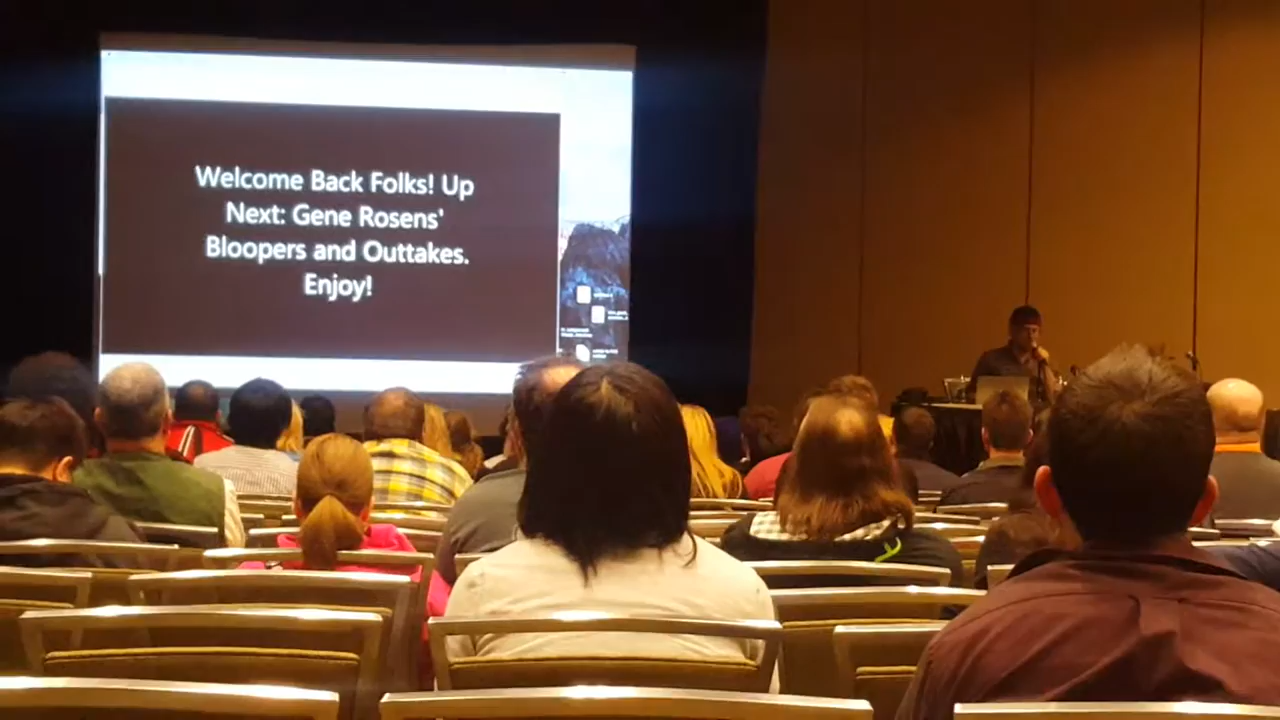 Welcome Back Folks! Up
Next: Gene Rosens'
Bloopers and Outtakes.
Enjoy!